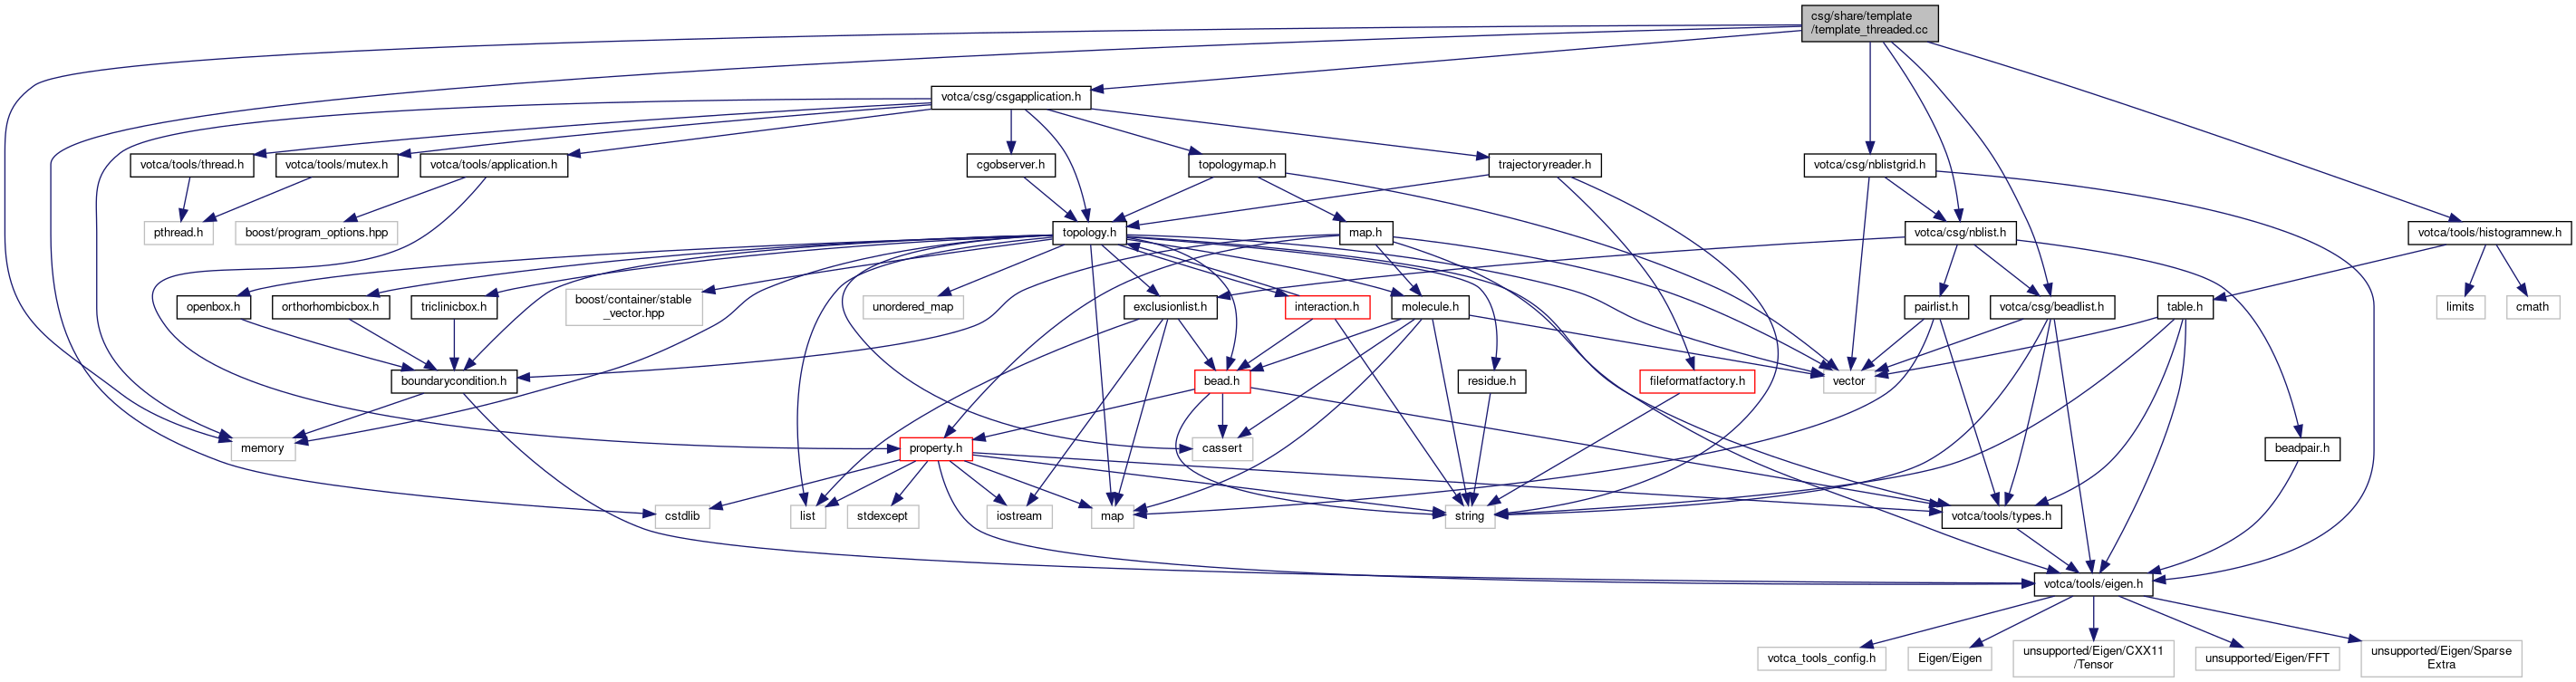 csg/share/template
/template_threaded.cc
votca/csg/csgapplication.h
votca/tools/thread.h
votca/tools/mutex.h
votca/tools/application.h
cgobserver.h
topologymap.h
trajectoryreader.h
votca/csg/nblistgrid.h
pthread.h
boost/program_options.hpp
topology.h
map.h
votca/csg/nblist.h
votca/tools/histogramnew.h
openbox.h
orthorhombicbox.h
triclinicbox.h
boost/container/stable
_vector.hpp
unordered_map
exclusionlist.h
interaction.h
molecule.h
pairlist.h
votca/csg/beadlist.h
table.h
limits
cmath
boundarycondition.h
bead.h
residue.h
fileformatfactory.h
vector
memory
property.h
cassert
beadpair.h
cstdlib
list
stdexcept
iostream
map
string
votca/tools/types.h
votca/tools/eigen.h
votca_tools_config.h
Eigen/Eigen
unsupported/Eigen/CXX11
/Tensor
unsupported/Eigen/FFT
unsupported/Eigen/Sparse
Extra